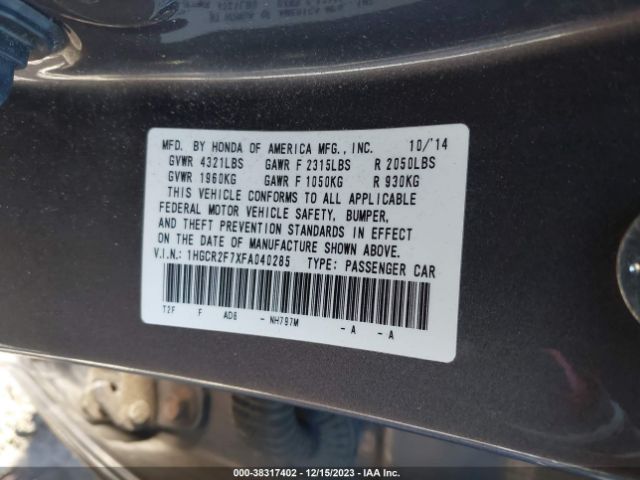 MFD. BY HONDA OF AMERICA MFG., INC. 10/'14
GVWR 4321LBS GAWR F 2315LBS R 2050LBS
GVWR 1960KG GAWR F 1050KG R 930KG
THIS VEHICLE CONFORMS TO ALL APPLICABLE
FEDERAL MOTOR VEHICLE SAFETY, BUMPER,
AND THEFT PREVENTION STANDARDS IN EFFECT
ON THE DATE OF MANUFACTURE SHOWN ABOVE.
V.I.N.: 1HGCR2F7XFA040285 TYPE: PASSENGER CAR
T2F F AD6 - NH797M - A - A
000-38317402 - 12/15/2023 - IAA Inc.